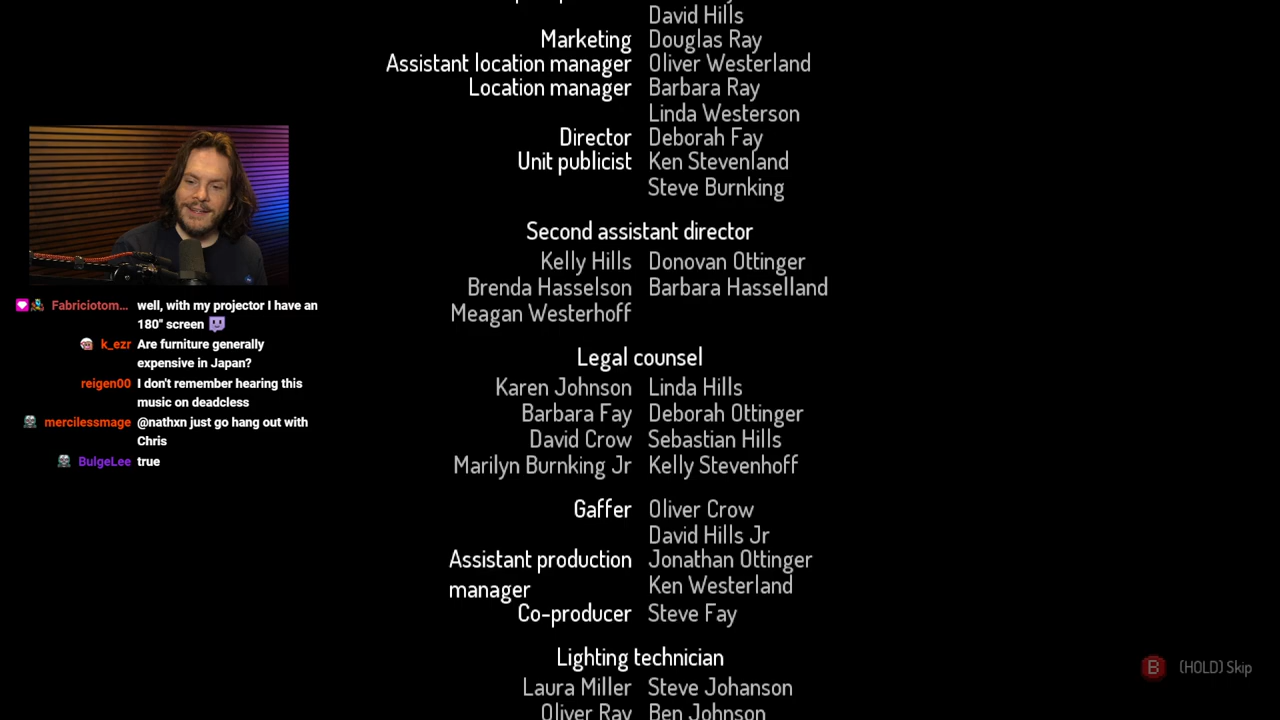 David Hills
Marketing Douglas Ray
Assistant location manager Oliver Westerland
Location manager Barbara Ray
Linda Westerson
Director Deborah Fay
Unit publicist Ken Stevenland
Steve Burnking
Second assistant director
Kelly Hills Donovan Ottinger
Brenda Hasselson Barbara Hasselland
Meagan Westerhoff
Legal counsel
Karen Johnson Linda Hills
Barbara Fay Deborah Ottinger
David Crow Sebastian Hills
Marilyn Burnking Jr Kelly Stevenhoff
Gaffer Oliver Crow
David Hills Jr
Assistant production Jonathan Ottinger
manager Ken Westerland
Co-producer Steve Fay
Lighting technician
Laura Miller Steve Johanson
Oliver Ray Ben Johnson
Fabriciotom... well, with my projector I have an
180" screen
k_ezr Are furniture generally
expensive in Japan?
reigen00 I don't remember hearing this
music on deadcless
mercilessmage @nathxn just go hang out with
Chris
BulgeLee true
B (HOLD) Skip